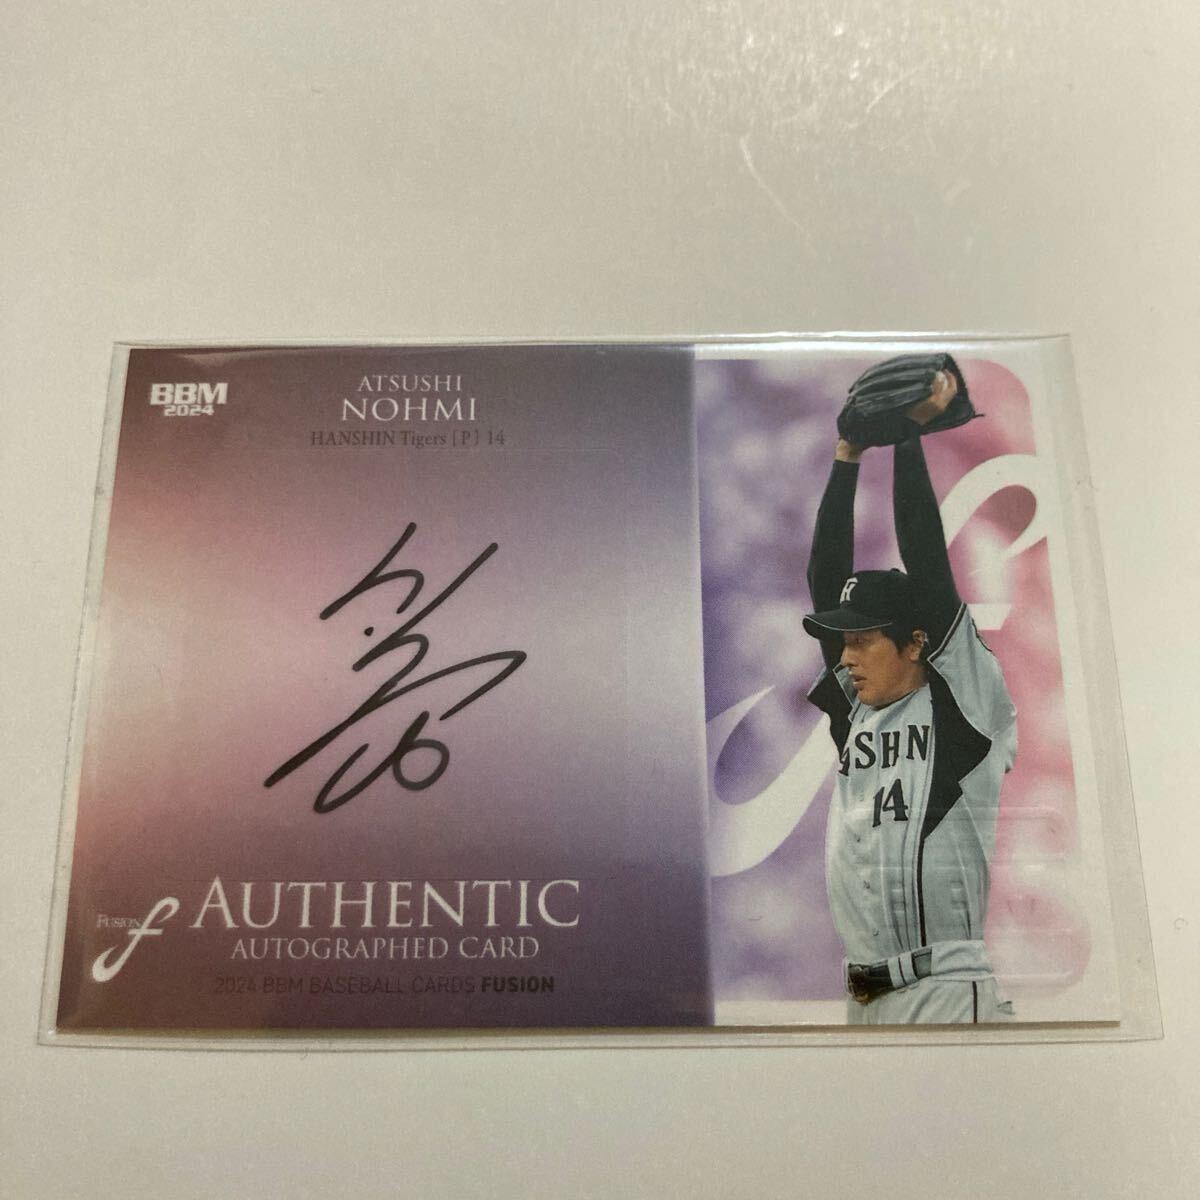 BBM
2024
ATSUSHI
NOHMI
HANSHIN Tigers [P] 14
SHN
14
H
FUSION
f
AUTHENTIC
AUTOGRAPHED CARD
2024 BBM BASEBALL CARDS FUSION